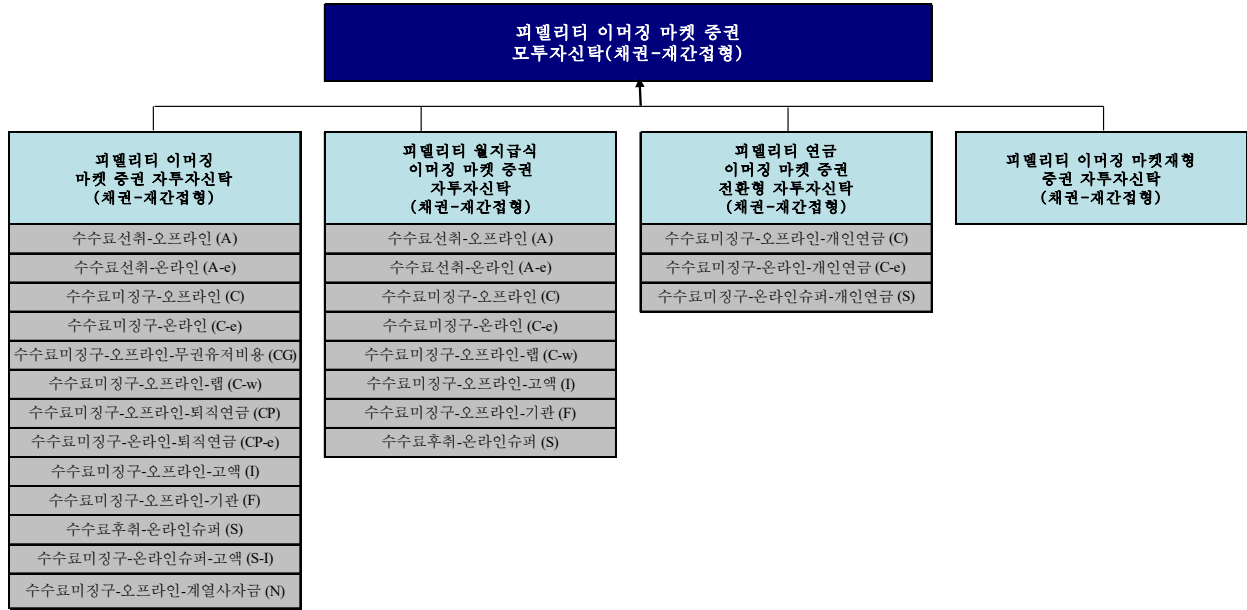 피델리티 이머징 마켓 증권
모투자신탁(채권-재간접형)
피델리티 이머징
마켓 증권 자투자신탁
(채권-재간접형)
수수료선취-오프라인 (A)
수수료선취-온라인 (A-e)
수수료미징구-오프라인 (C)
수수료미징구-온라인 (C-e)
수수료미징구-오프라인-무권유저비용 (CG)
수수료미징구-오프라인-랩 (C-w)
수수료미징구-오프라인-퇴직연금 (CP)
수수료미징구-온라인-퇴직연금 (CP-e)
수수료미징구-오프라인-고액 (I)
수수료미징구-오프라인-기관 (F)
수수료후취-온라인슈퍼 (S)
수수료미징구-온라인슈퍼-고액 (S-I)
수수료미징구-오프라인-계열사자금 (N)
피델리티 월지급식
이머징 마켓 증권
자투자신탁
(채권-재간접형)
수수료선취-오프라인 (A)
수수료선취-온라인 (A-e)
수수료미징구-오프라인 (C)
수수료미징구-온라인 (C-e)
수수료미징구-오프라인-랩 (C-w)
수수료미징구-오프라인-고액 (I)
수수료미징구-오프라인-기관 (F)
수수료후취-온라인슈퍼 (S)
피델리티 연금
이머징 마켓 증권
전환형 자투자신탁
(채권-재간접형)
수수료미징구-오프라인-개인연금 (C)
수수료미징구-온라인-개인연금 (C-e)
수수료미징구-온라인슈퍼-개인연금 (S)
피델리티 이머징 마켓재형
증권 자투자신탁
(채권-재간접형)